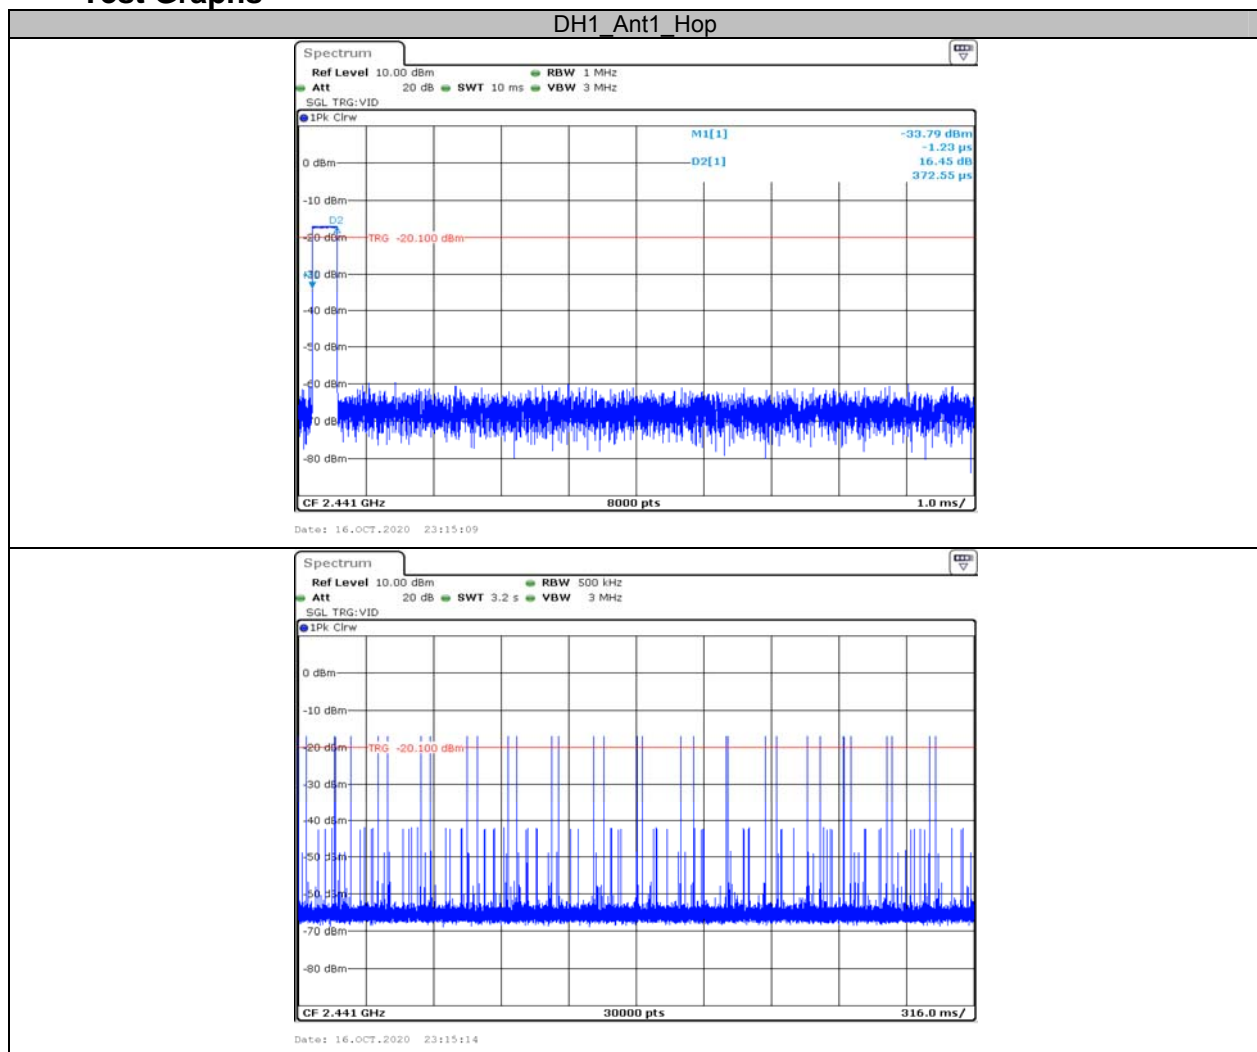 DH1_Ant1_Hop
Spectrum
Ref Level 10.00 dBm RBW 1 MHz
Att 20 dB SWT 10 ms VBW 3 MHz
SGL TRG:VID
1Pk Clrw
M1[1] -33.79 dBm
-1.23 µs
0 dBm D2[1] 16.45 dB
372.55 µs
-10 dBm
D2
-20 dBm TRG -20.100 dBm
-30 dBm
-40 dBm
-50 dBm
-60 dBm
-70 dBm
-80 dBm
CF 2.441 GHz 8000 pts 1.0 ms/
Date: 16.OCT.2020 23:15:09
Spectrum
Ref Level 10.00 dBm RBW 500 kHz
Att 20 dB SWT 3.2 s VBW 3 MHz
SGL TRG:VID
1Pk Clrw
0 dBm
-10 dBm
-20 dBm TRG -20.100 dBm
-30 dBm
-40 dBm
-50 dBm
-60 dBm
-70 dBm
-80 dBm
CF 2.441 GHz 30000 pts 316.0 ms/
Date: 16.OCT.2020 23:15:14